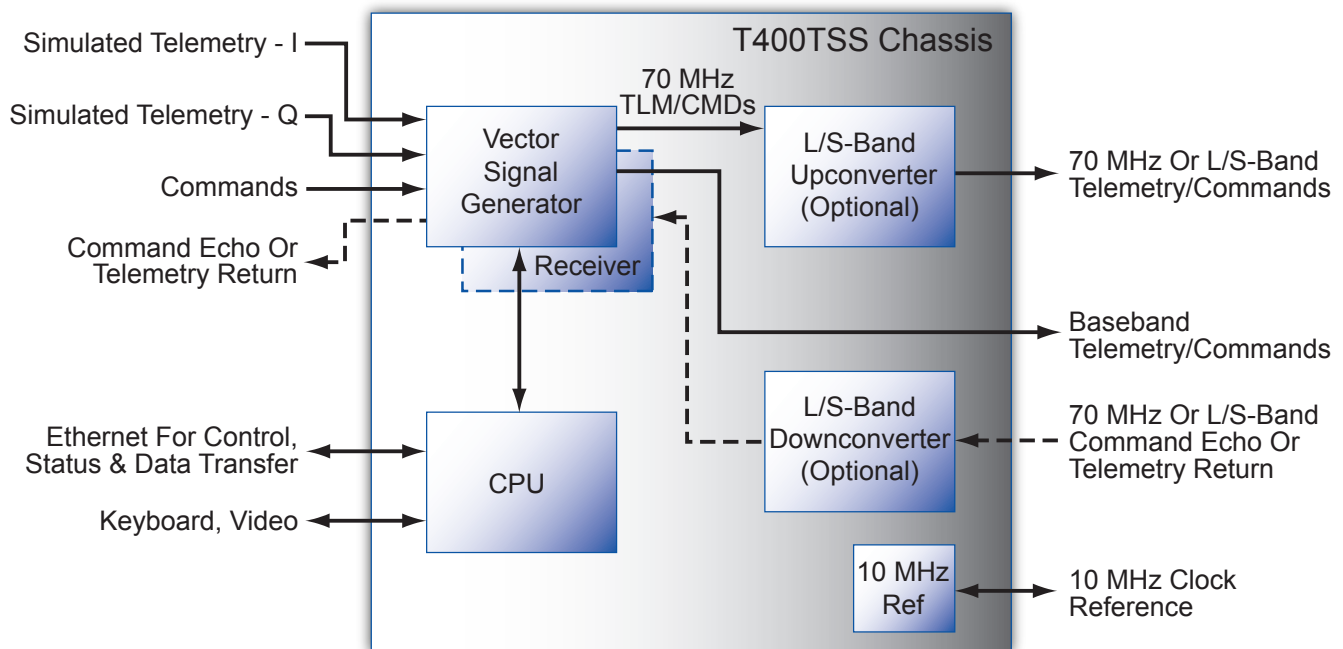 T400TSS Chassis
Simulated Telemetry - I
Simulated Telemetry - Q
Commands
Command Echo Or
Telemetry Return
Ethernet For Control,
Status & Data Transfer
Keyboard, Video
Vector
Signal
Generator
Receiver
CPU
70 MHz
TLM/CMDs
L/S-Band
Upconverter
(Optional)
L/S-Band
Downconverter
(Optional)
10 MHz
Ref
70 MHz Or L/S-Band
Telemetry/Commands
Baseband
Telemetry/Commands
70 MHz Or L/S-Band
Command Echo Or
Telemetry Return
10 MHz Clock
Reference